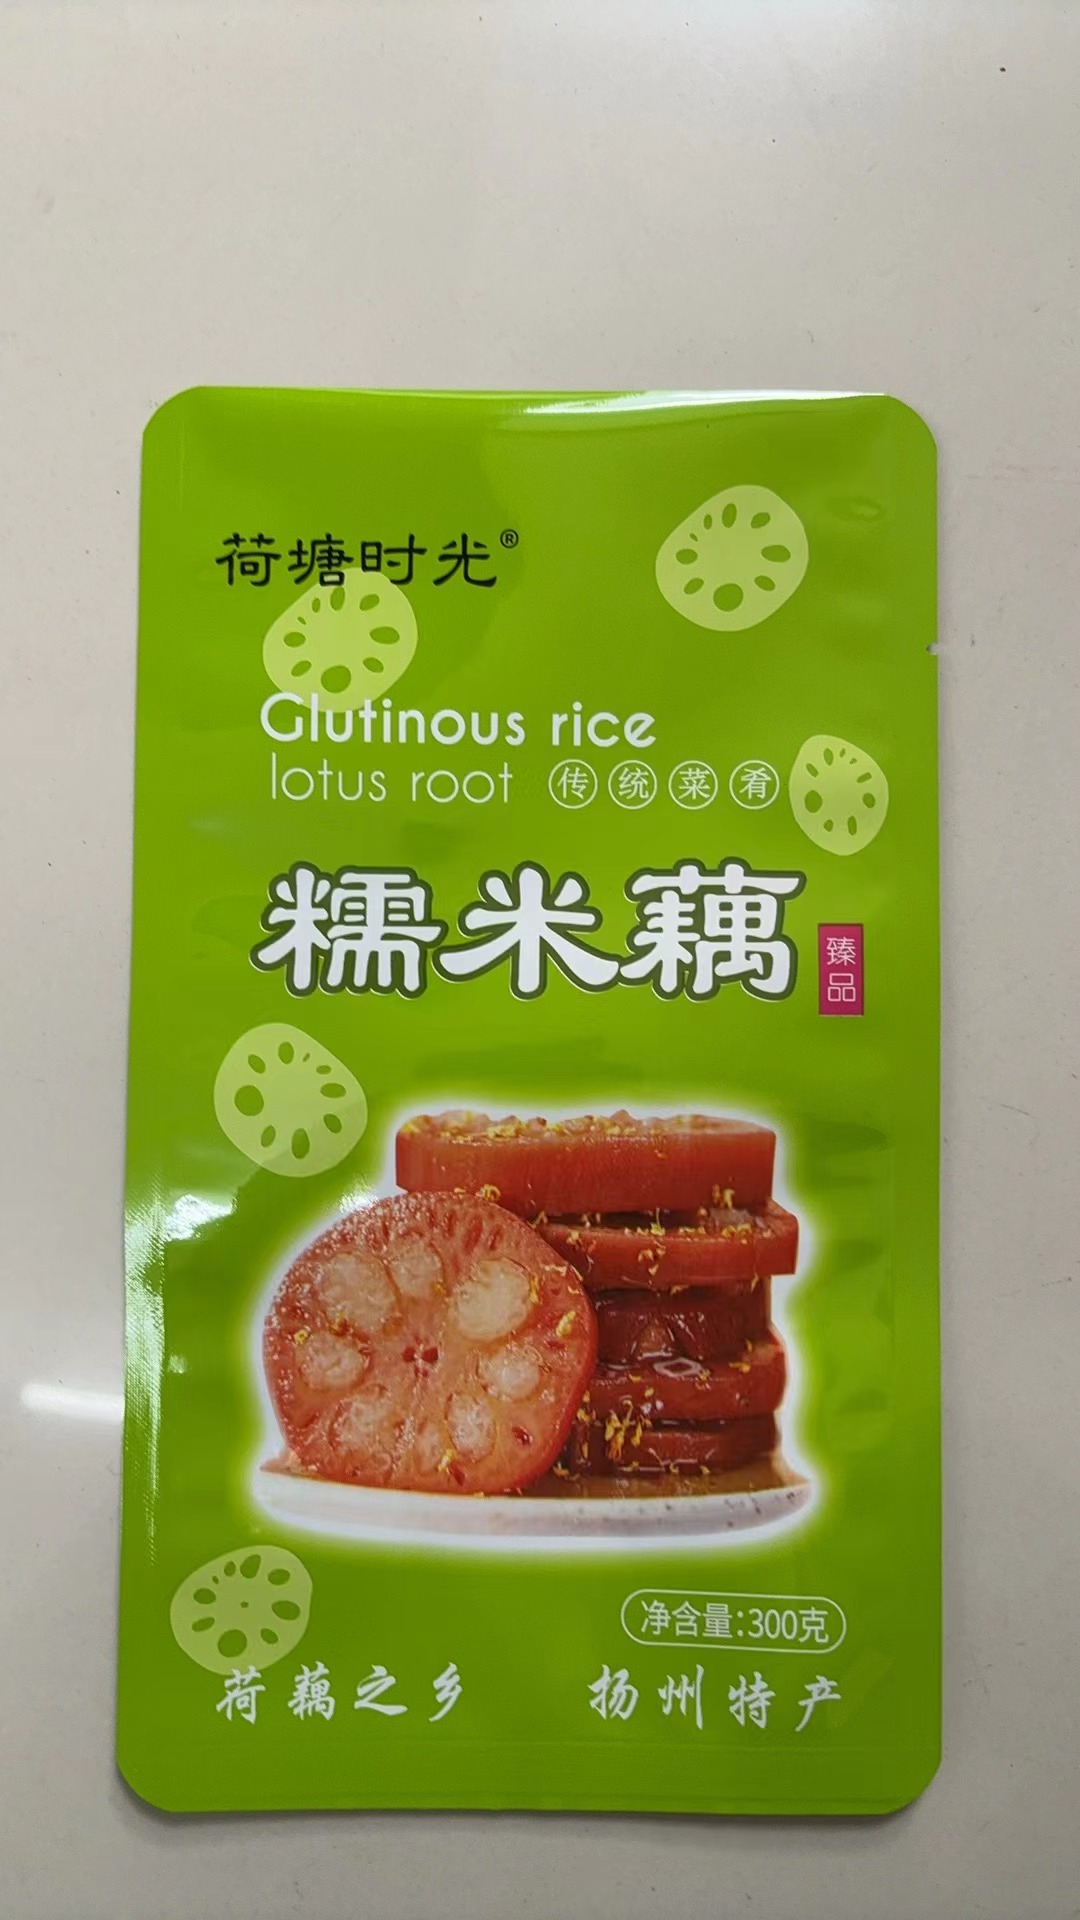 荷塘时光®
Glutinous rice
lotus root 传统菜肴
糯米藕
臻品
净含量:300克
荷藕之乡 扬州特产